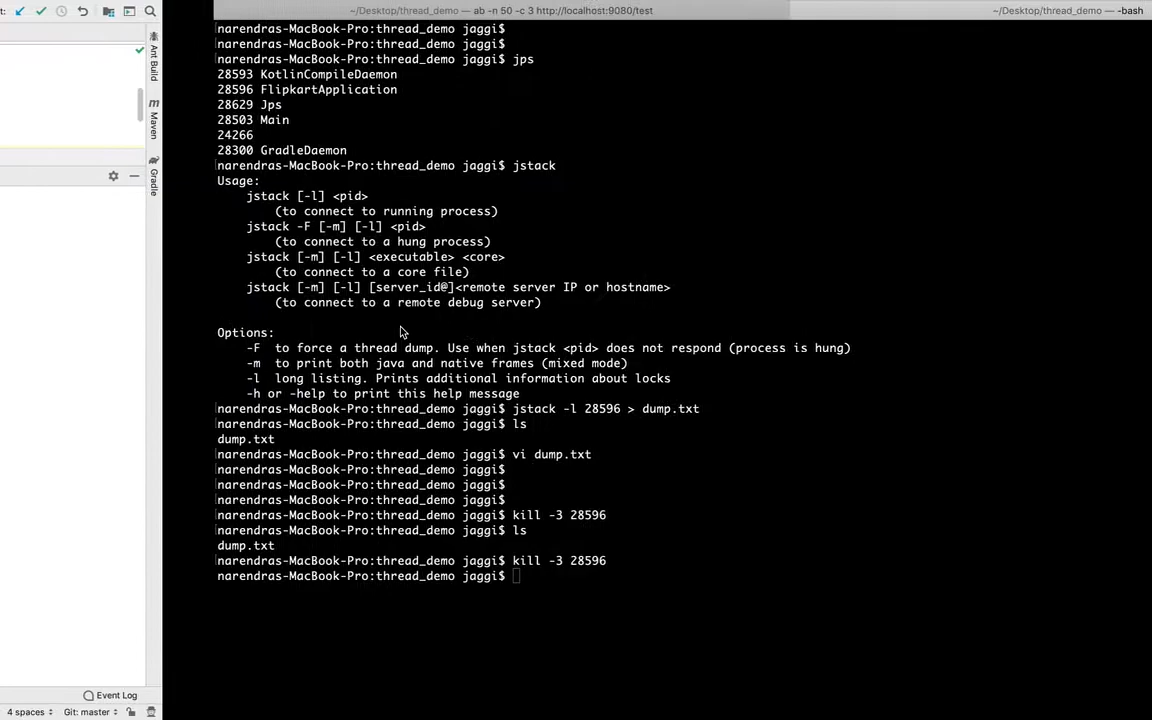 ~/Desktop/thread_demo — ab -n 50 -c 3 http://localhost:9080/test
~/Desktop/thread_demo — -bash
t:
Ant Build
Maven
Gradle
narendras-MacBook-Pro:thread_demo jaggi$
narendras-MacBook-Pro:thread_demo jaggi$
narendras-MacBook-Pro:thread_demo jaggi$ jps
28593 KotlinCompileDaemon
28596 FlipkartApplication
28629 Jps
28503 Main
24266
28300 GradleDaemon
narendras-MacBook-Pro:thread_demo jaggi$ jstack
Usage:
jstack [-l] <pid>
(to connect to running process)
jstack -F [-m] [-l] <pid>
(to connect to a hung process)
jstack [-m] [-l] <executable> <core>
(to connect to a core file)
jstack [-m] [-l] [server_id@]<remote server IP or hostname>
(to connect to a remote debug server)
Options:
-F to force a thread dump. Use when jstack <pid> does not respond (process is hung)
-m to print both java and native frames (mixed mode)
-l long listing. Prints additional information about locks
-h or -help to print this help message
narendras-MacBook-Pro:thread_demo jaggi$ jstack -l 28596 > dump.txt
narendras-MacBook-Pro:thread_demo jaggi$ ls
dump.txt
narendras-MacBook-Pro:thread_demo jaggi$ vi dump.txt
narendras-MacBook-Pro:thread_demo jaggi$
narendras-MacBook-Pro:thread_demo jaggi$
narendras-MacBook-Pro:thread_demo jaggi$
narendras-MacBook-Pro:thread_demo jaggi$ kill -3 28596
narendras-MacBook-Pro:thread_demo jaggi$ ls
dump.txt
narendras-MacBook-Pro:thread_demo jaggi$ kill -3 28596
narendras-MacBook-Pro:thread_demo jaggi$
Event Log
4 spaces
Git: master